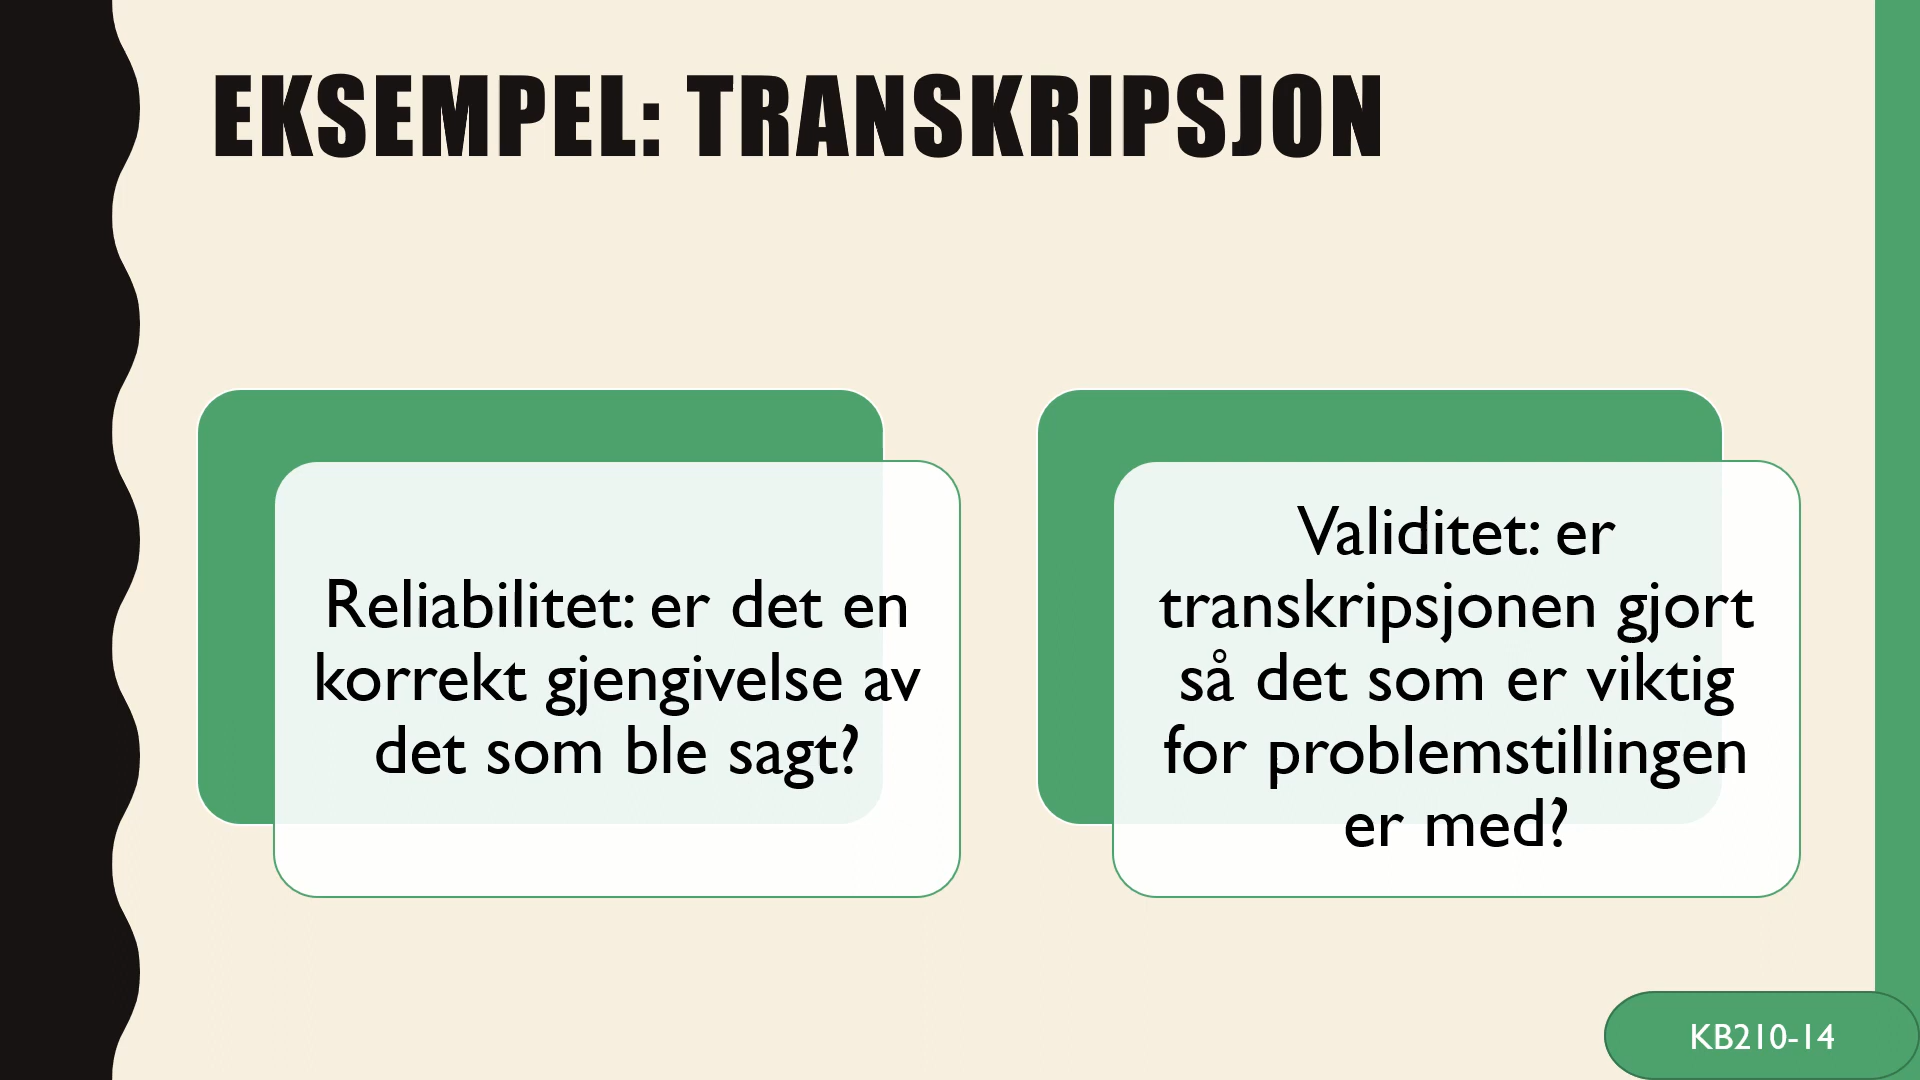 EKSEMPEL: TRANSKRIPSJON
Reliabilitet: er det en
korrekt gjengivelse av
det som ble sagt?
Validitet: er
transkripsjonen gjort
så det som er viktig
for problemstillingen
er med?
KB210-14